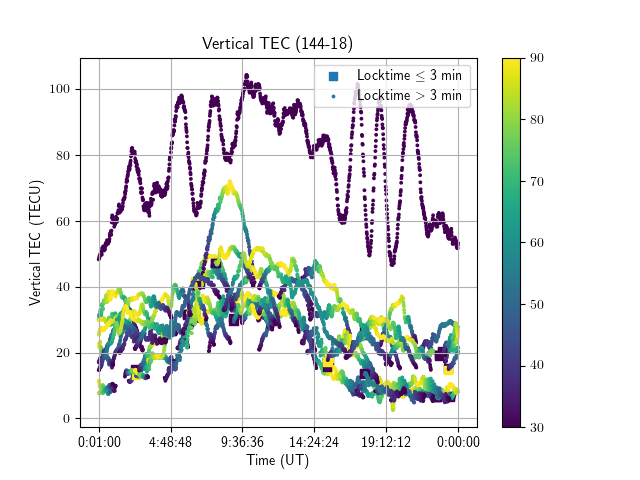 Vertical TEC (144-18)
Locktime ≤ 3 min
Locktime > 3 min
Vertical TEC (TECU)
100
80
60
40
20
0
0:01:00 4:48:48 9:36:36 14:24:24 19:12:12 0:00:00
Time (UT)
90
80
70
60
50
40
30